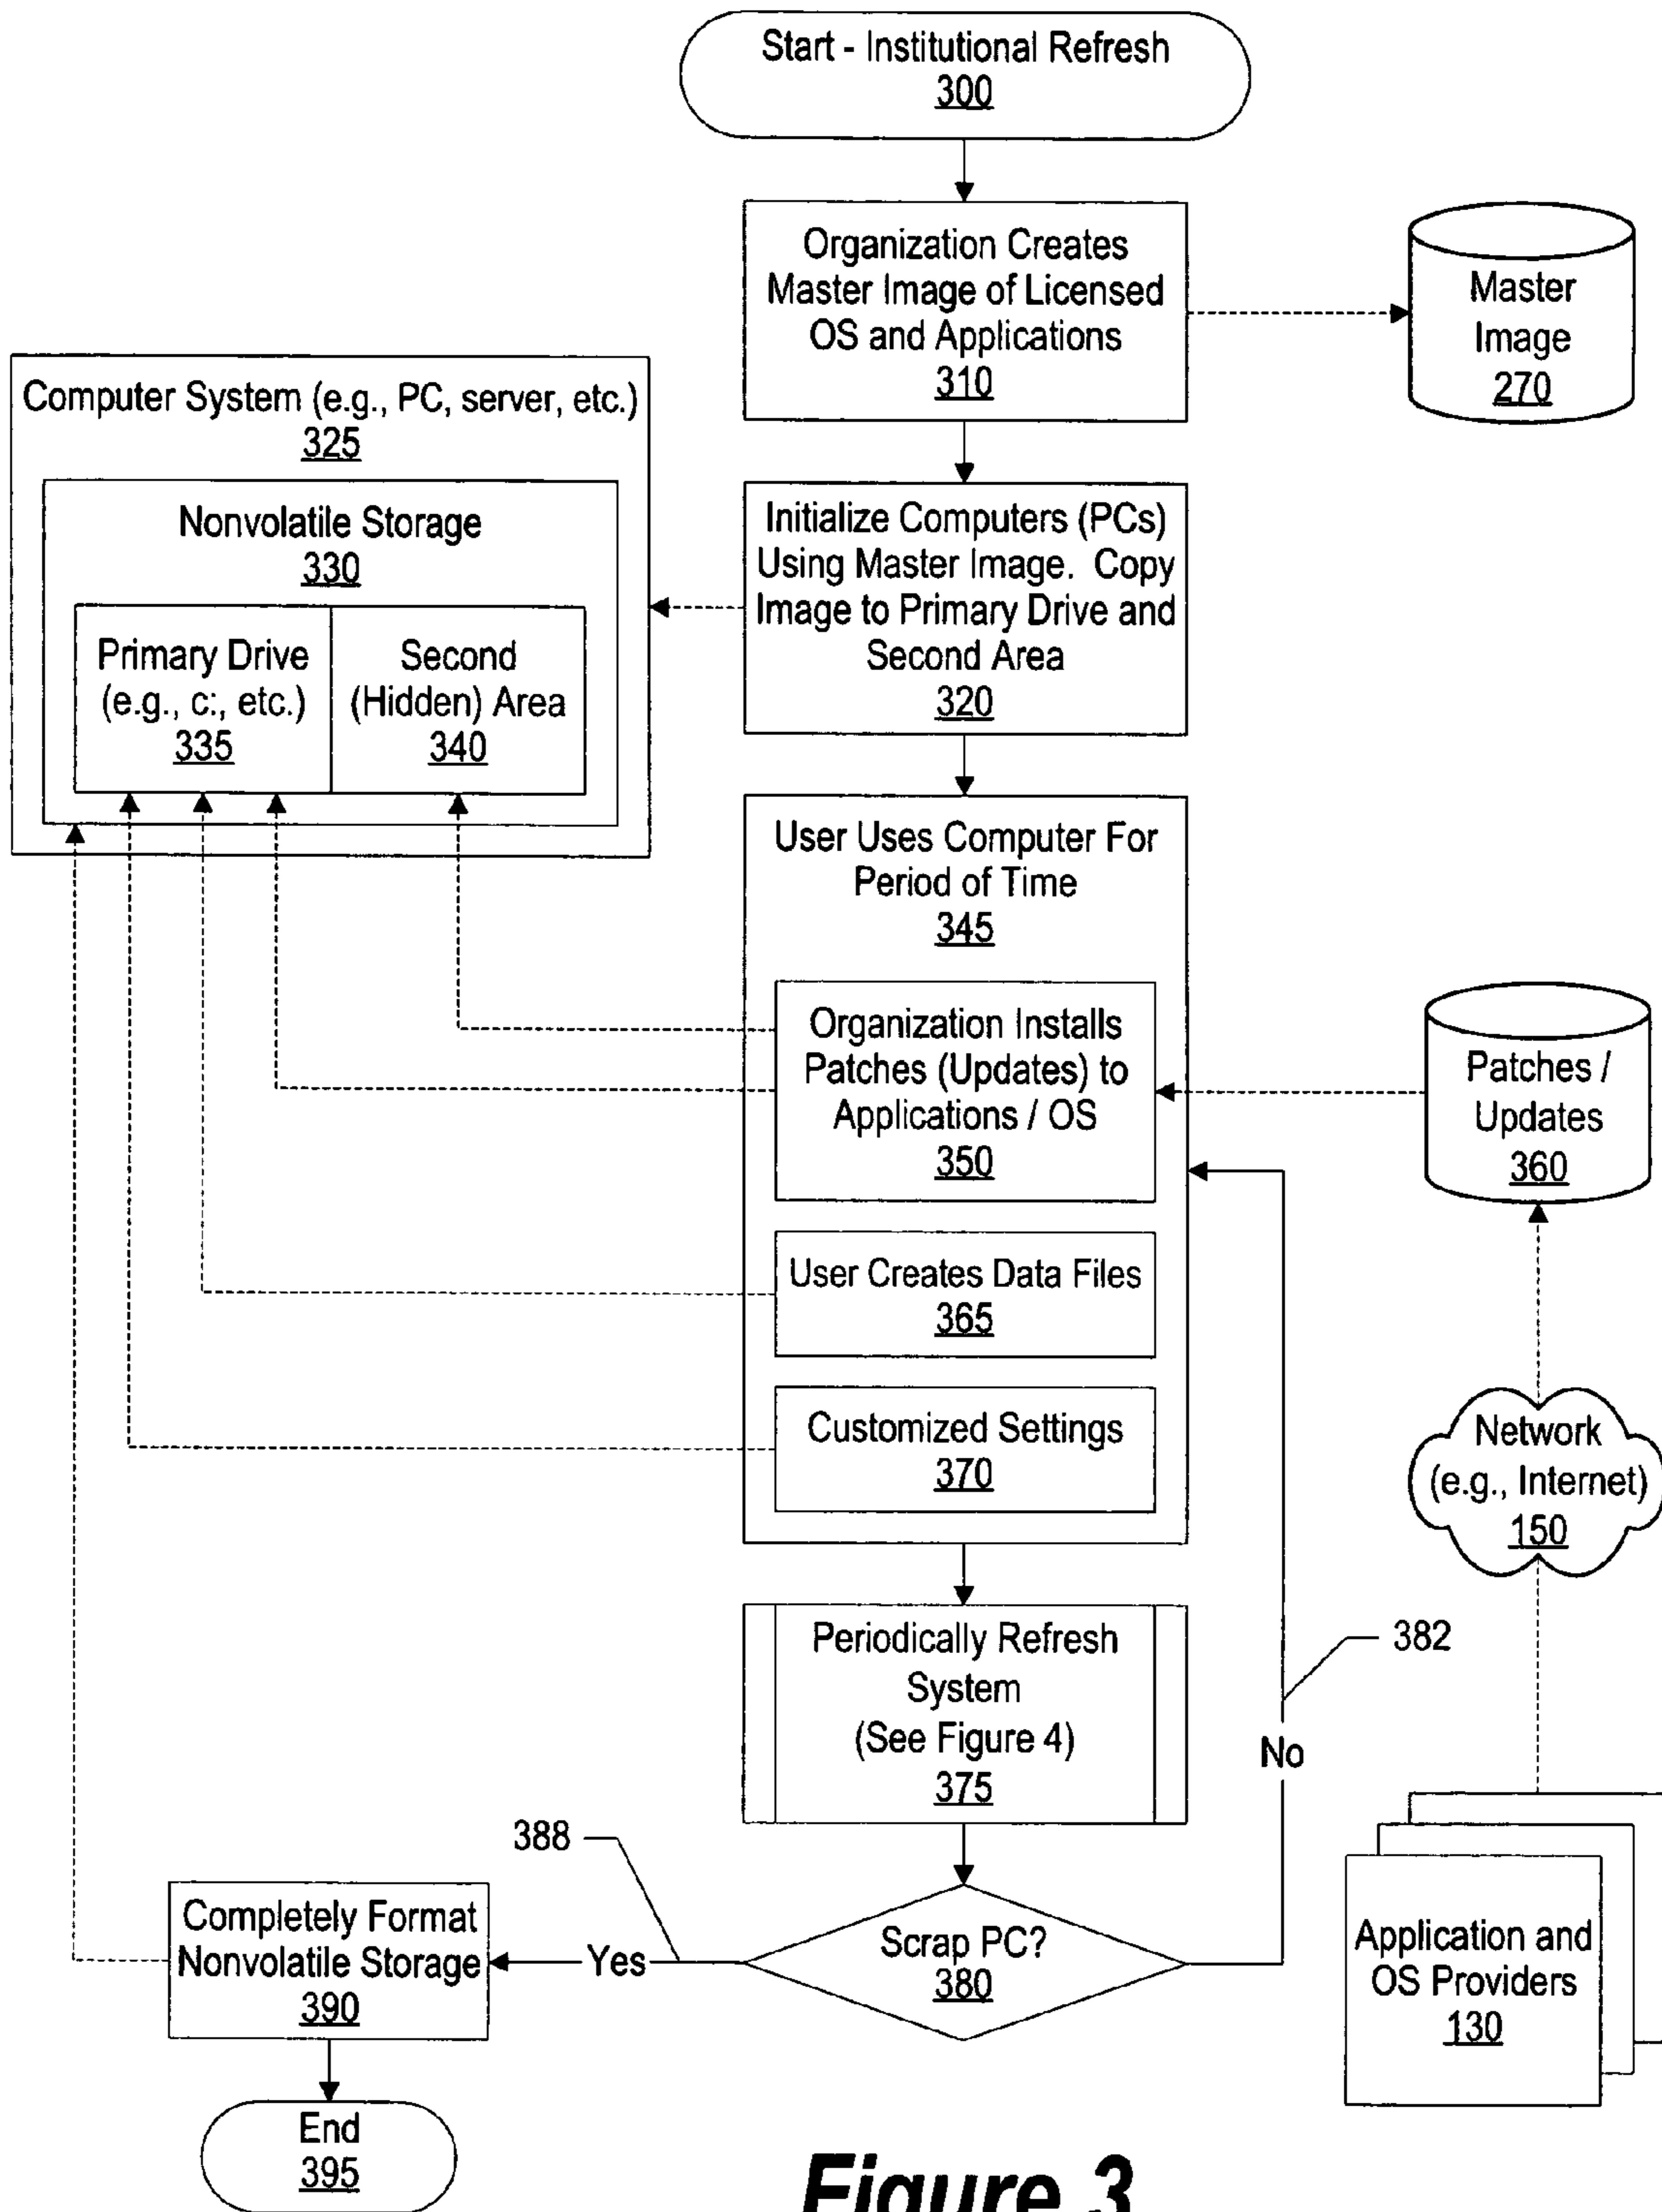 Start - Institutional Refresh
300
Organization Creates
Master Image of Licensed
OS and Applications
310
Master
Image
270
Computer System (e.g., PC, server, etc.)
325
Nonvolatile Storage
330
Primary Drive
(e.g., c:, etc.)
335
Second
(Hidden) Area
340
Initialize Computers (PCs)
Using Master Image. Copy
Image to Primary Drive and
Second Area
320
User Uses Computer For
Period of Time
345
Organization Installs
Patches (Updates) to
Applications / OS
350
Patches /
Updates
360
User Creates Data Files
365
Customized Settings
370
Network
(e.g., Internet)
150
Periodically Refresh
System
(See Figure 4)
375
382
No
388
Completely Format
Nonvolatile Storage
390
Yes
Scrap PC?
380
Application and
OS Providers
130
End
395
Figure 3